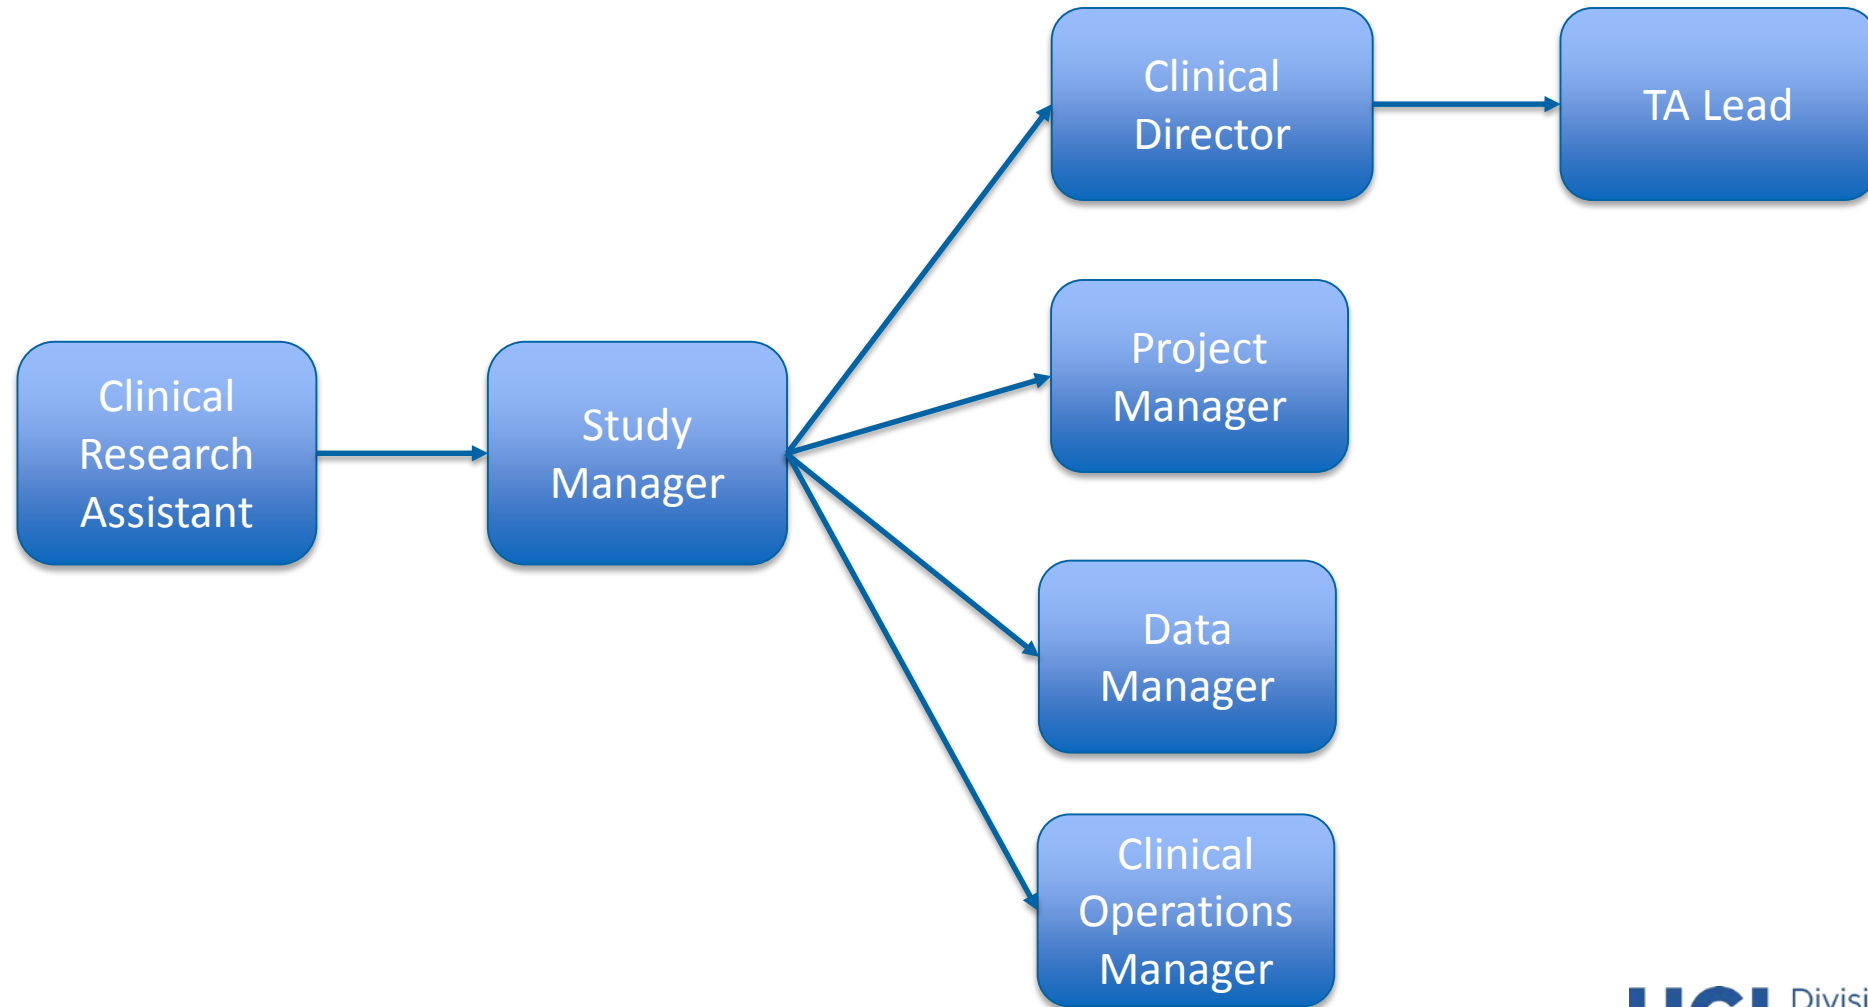 Clinical
Director
TA Lead
Project
Manager
Clinical
Research
Assistant
Study
Manager
Data
Manager
Clinical
Operations
Manager